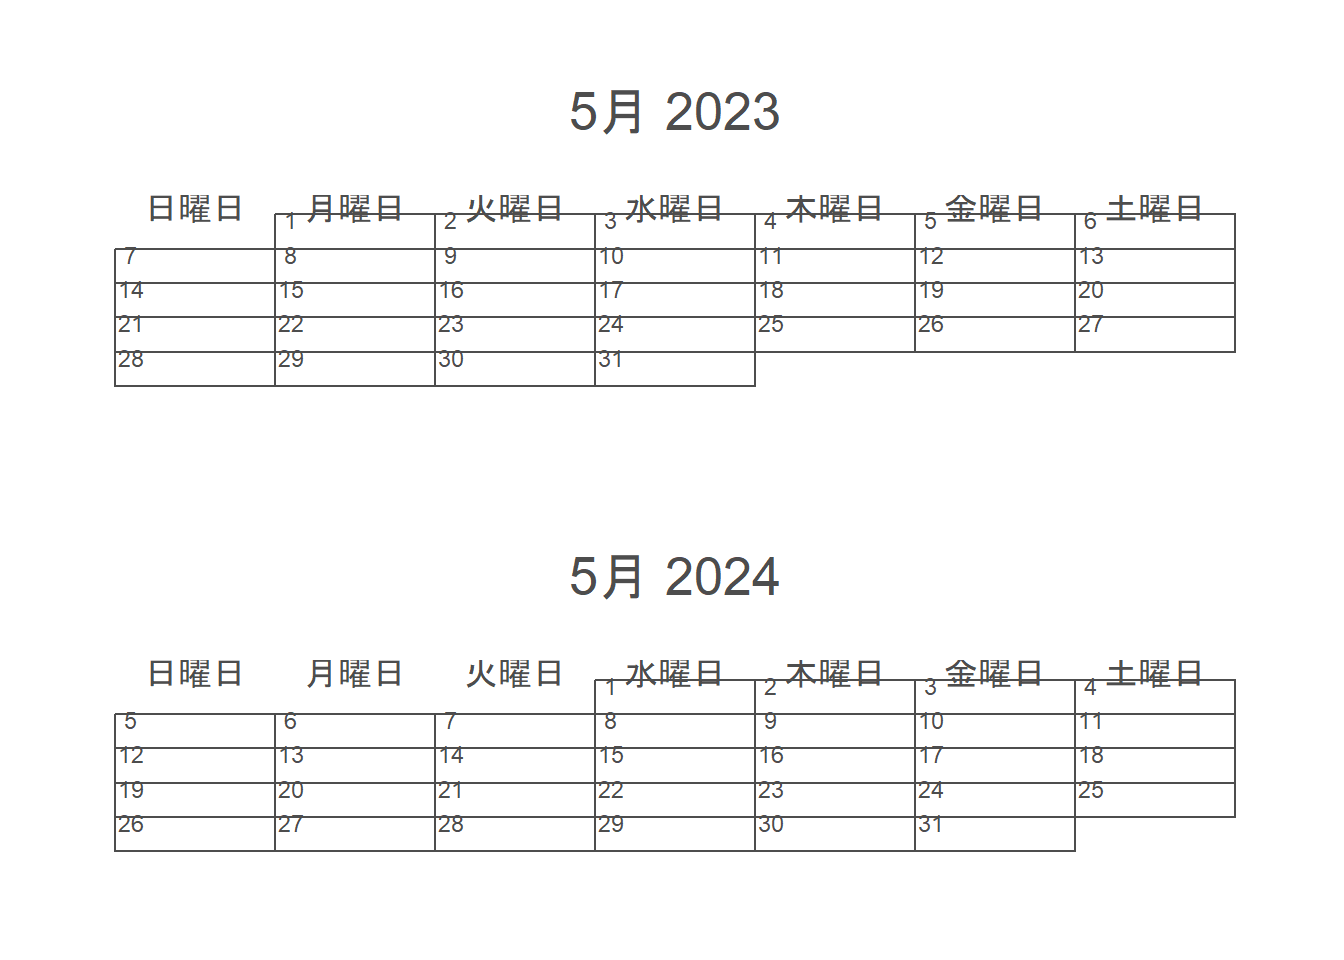 5月 2023
日曜日 月曜日 火曜日 水曜日 木曜日 金曜日 土曜日
1 2 3 4 5 6
7 8 9 10 11 12 13
14 15 16 17 18 19 20
21 22 23 24 25 26 27
28 29 30 31
5月 2024
日曜日 月曜日 火曜日 水曜日 木曜日 金曜日 土曜日
1 2 3 4
5 6 7 8 9 10 11
12 13 14 15 16 17 18
19 20 21 22 23 24 25
26 27 28 29 30 31